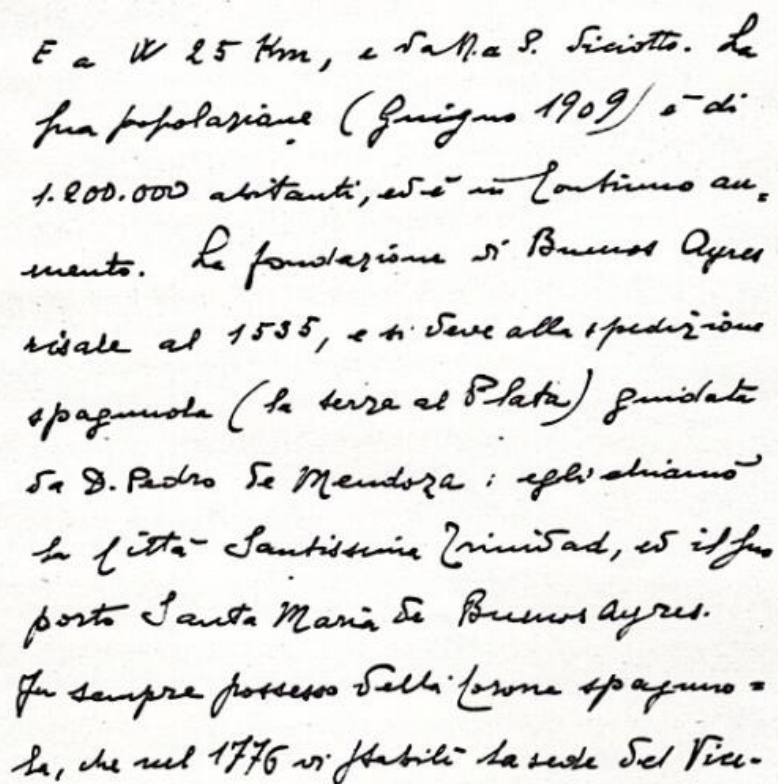 E a W 25 Km, e da N. a S. diciotto. La
sua popolazione (Giugno 1909) è di
1.200.000 abitanti, ed è in continuo au=
mento. La fondazione di Buenos Ayres
risale al 1535, e si deve alla spedizione
spagnuola (la terza al Plata) guidata
da D. Pedro de Mendoza: egli chiamò
la città Santissima Trinidad, ed il suo
porto Santa Maria de Buenos Ayres.
Fu sempre possesso della Corona spagnuo=
la, che nel 1776 vi stabilì la sede del Vice-